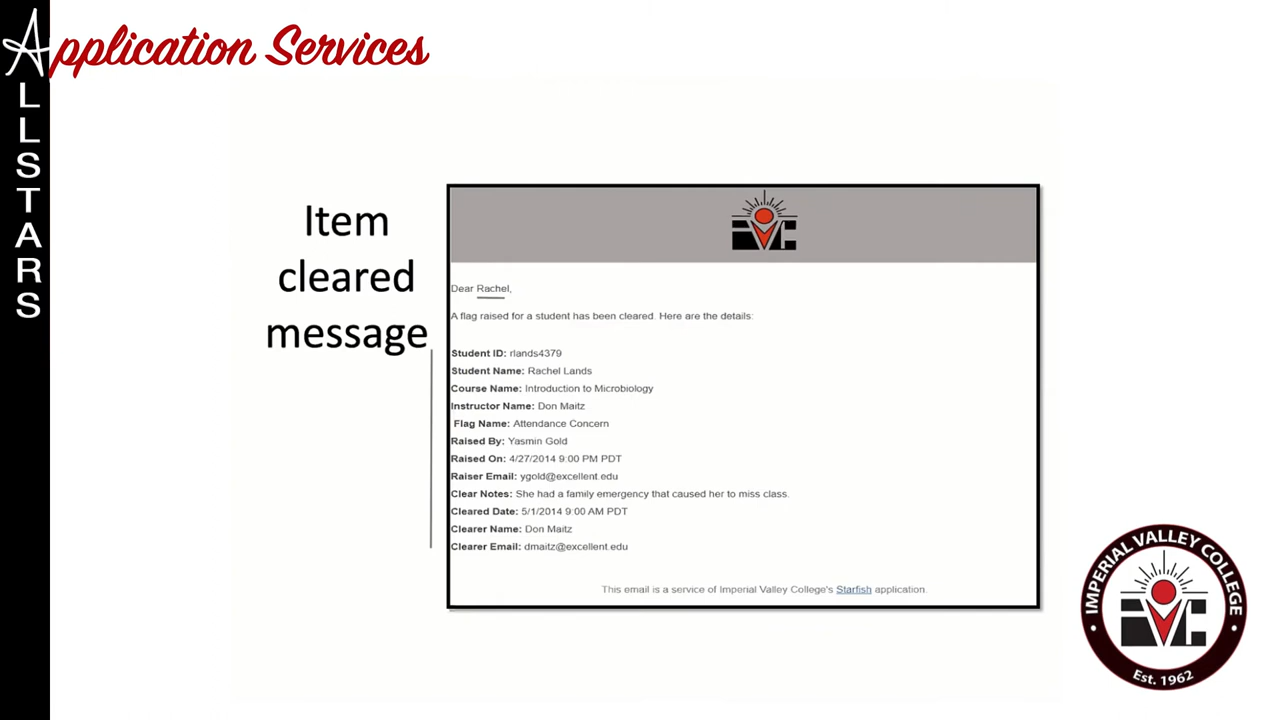 Application Services
ALLSTARS
Item
cleared
message
IVC
Dear Rachel,
A flag raised for a student has been cleared. Here are the details:
Student ID: rlands4379
Student Name: Rachel Lands
Course Name: Introduction to Microbiology
Instructor Name: Don Maitz
Flag Name: Attendance Concern
Raised By: Yasmin Gold
Raised On: 4/27/2014 9:00 PM PDT
Raiser Email: ygold@excellent.edu
Clear Notes: She had a family emergency that caused her to miss class.
Cleared Date: 5/1/2014 9:00 AM PDT
Clearer Name: Don Maitz
Clearer Email: dmaitz@excellent.edu
This email is a service of Imperial Valley College's Starfish application.
IMPERIAL VALLEY COLLEGE
IVC
Est. 1962